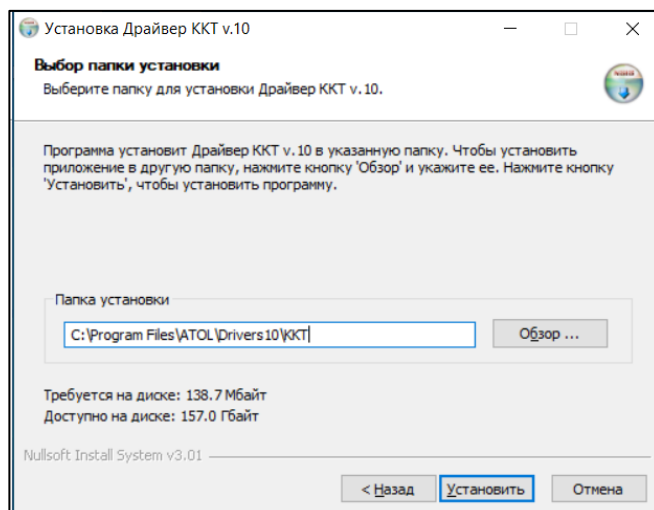 Установка Драйвер ККТ v.10
Выбор папки установки
Выберите папку для установки Драйвер ККТ v.10.
Программа установит Драйвер ККТ v.10 в указанную папку. Чтобы установить
приложение в другую папку, нажмите кнопку 'Обзор' и укажите ее. Нажмите кнопку
'Установить', чтобы установить программу.
Папка установки
C:\Program Files\ATOL\Drivers10\KKT
Обзор ...
Требуется на диске: 138.7 Мбайт
Доступно на диске: 157.0 Гбайт
Nullsoft Install System v3.01
< Назад Установить Отмена